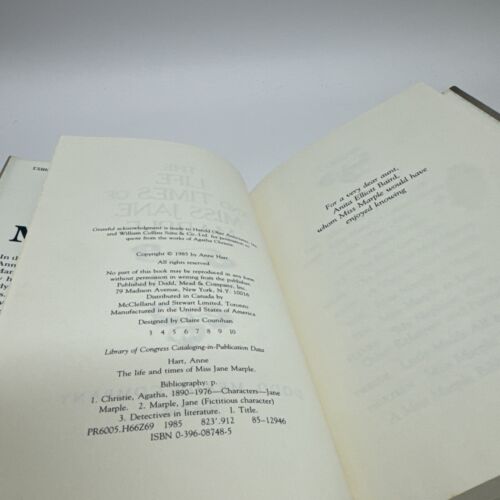 Grateful acknowledgment is made to Harold Ober Associates, Inc.
and William Collins Sons & Co. Ltd. for permission to
quote from the works of Agatha Christie.
Copyright © 1985 by Anne Hart
All rights reserved
No part of this book may be reproduced in any form
without permission in writing from the publisher.
Published by Dodd, Mead & Company, Inc.
79 Madison Avenue, New York, N.Y. 10016
Distributed in Canada by
McClelland and Stewart Limited, Toronto
Manufactured in the United States of America
Designed by Claire Counihan
3 4 5 6 7 8 9 10
Library of Congress Cataloging-in-Publication Data
Hart, Anne
The life and times of Miss Jane Marple.
Bibliography: p.
1. Christie, Agatha, 1890-1976—Characters—Jane
Marple. 2. Marple, Jane (Fictitious character)
3. Detectives in literature. I. Title.
PR6005.H66Z69 1985 823'.912 85-12946
ISBN 0-396-08748-5
For a very dear aunt,
Anita Elliott Baird,
whom Miss Marple would have
enjoyed knowing